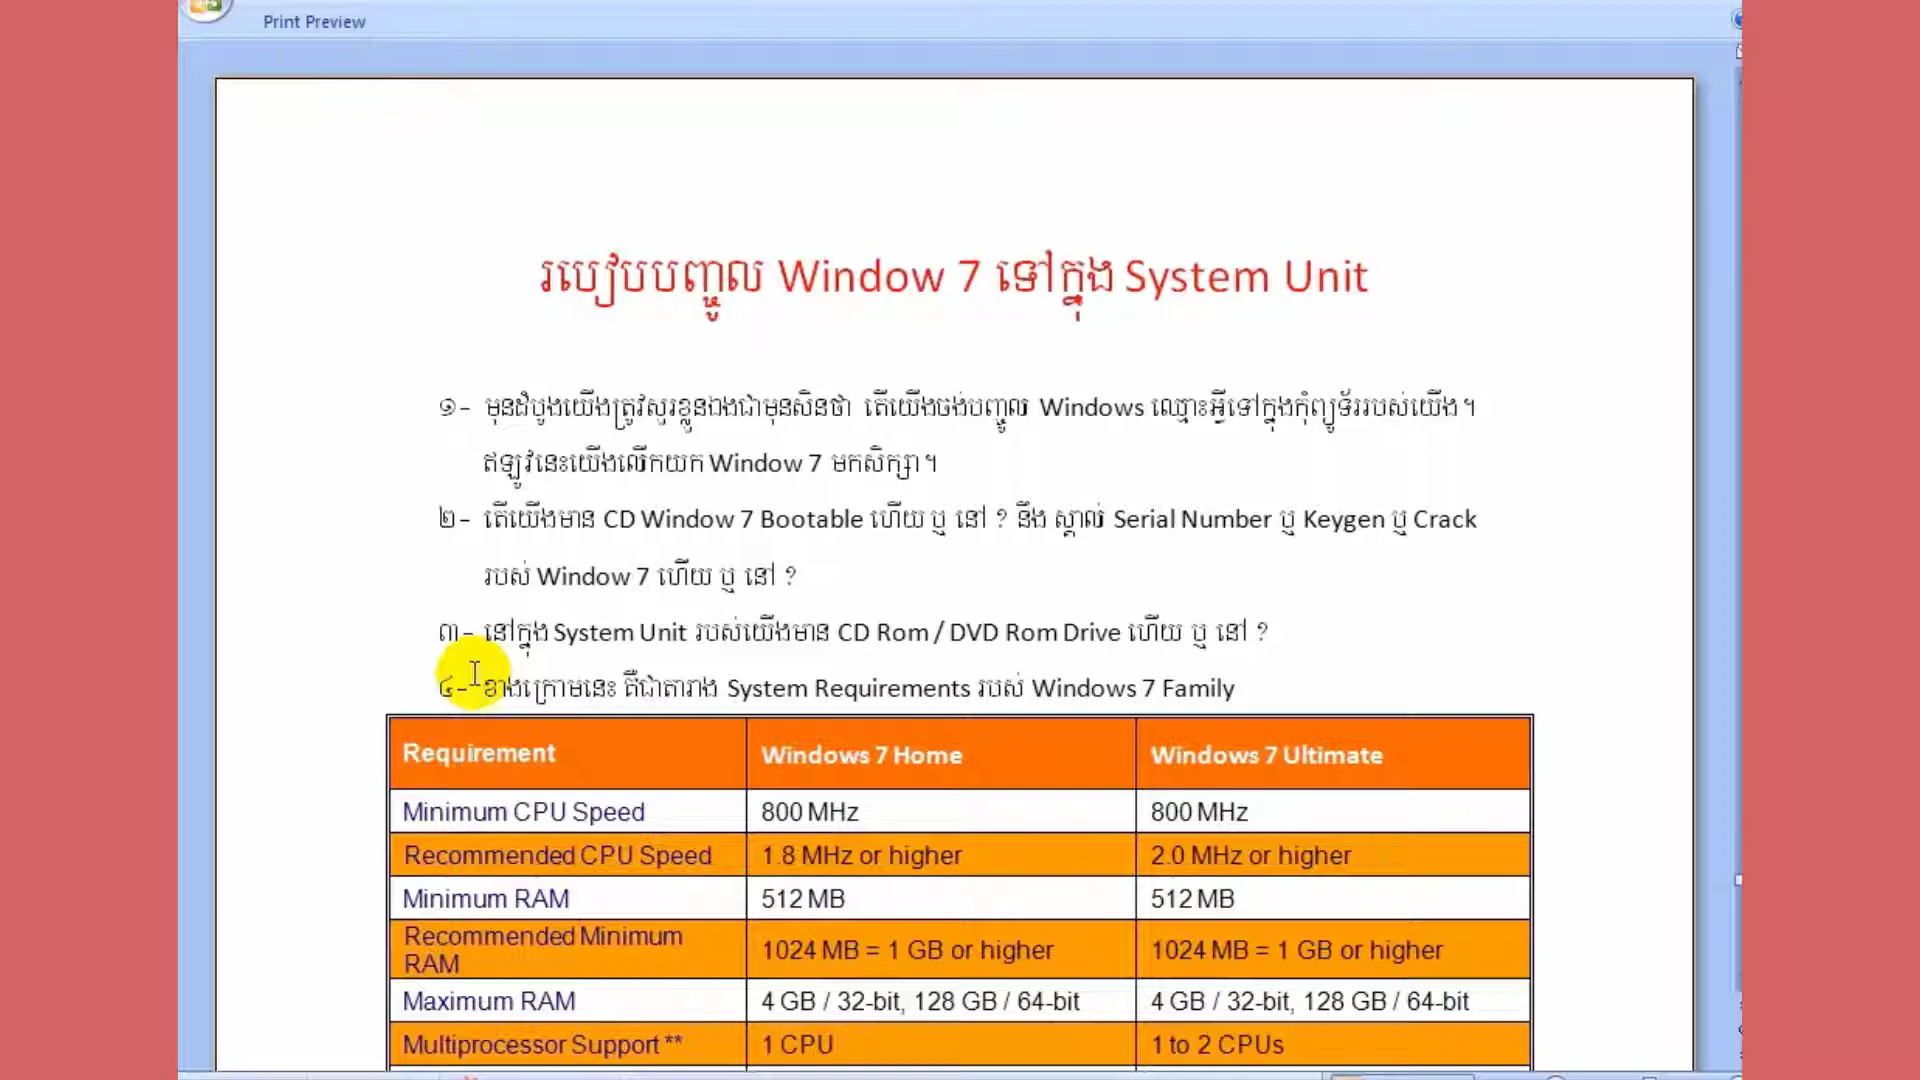 Print Preview
របៀបបញ្ចូល Window 7 ទៅក្នុង System Unit
១- មុនដំបូងយើងត្រូវសួរខ្លួនឯងជាមុនសិនថា តើយើងចង់បញ្ចូល Windows ឈ្មោះអ្វីទៅក្នុងកុំព្យូទ័ររបស់យើង។
ឥឡូវនេះយើងលើកយក Window 7 មកសិក្សា។
២- តើយើងមាន CD Window 7 Bootable ហើយ ឬ នៅ ? និង ស្គាល់ Serial Number ឬ Keygen ឬ Crack
របស់ Window 7 ហើយ ឬ នៅ ?
៣- នៅក្នុង System Unit របស់យើងមាន CD Rom / DVD Rom Drive ហើយ ឬ នៅ ?
៤- ខាងក្រោមនេះ គឺជាតារាង System Requirements របស់ Windows 7 Family
Requirement Windows 7 Home Windows 7 Ultimate
Minimum CPU Speed 800 MHz 800 MHz
Recommended CPU Speed 1.8 MHz or higher 2.0 MHz or higher
Minimum RAM 512 MB 512 MB
Recommended Minimum
RAM 1024 MB = 1 GB or higher 1024 MB = 1 GB or higher
Maximum RAM 4 GB / 32-bit, 128 GB / 64-bit 4 GB / 32-bit, 128 GB / 64-bit
Multiprocessor Support ** 1 CPU 1 to 2 CPUs